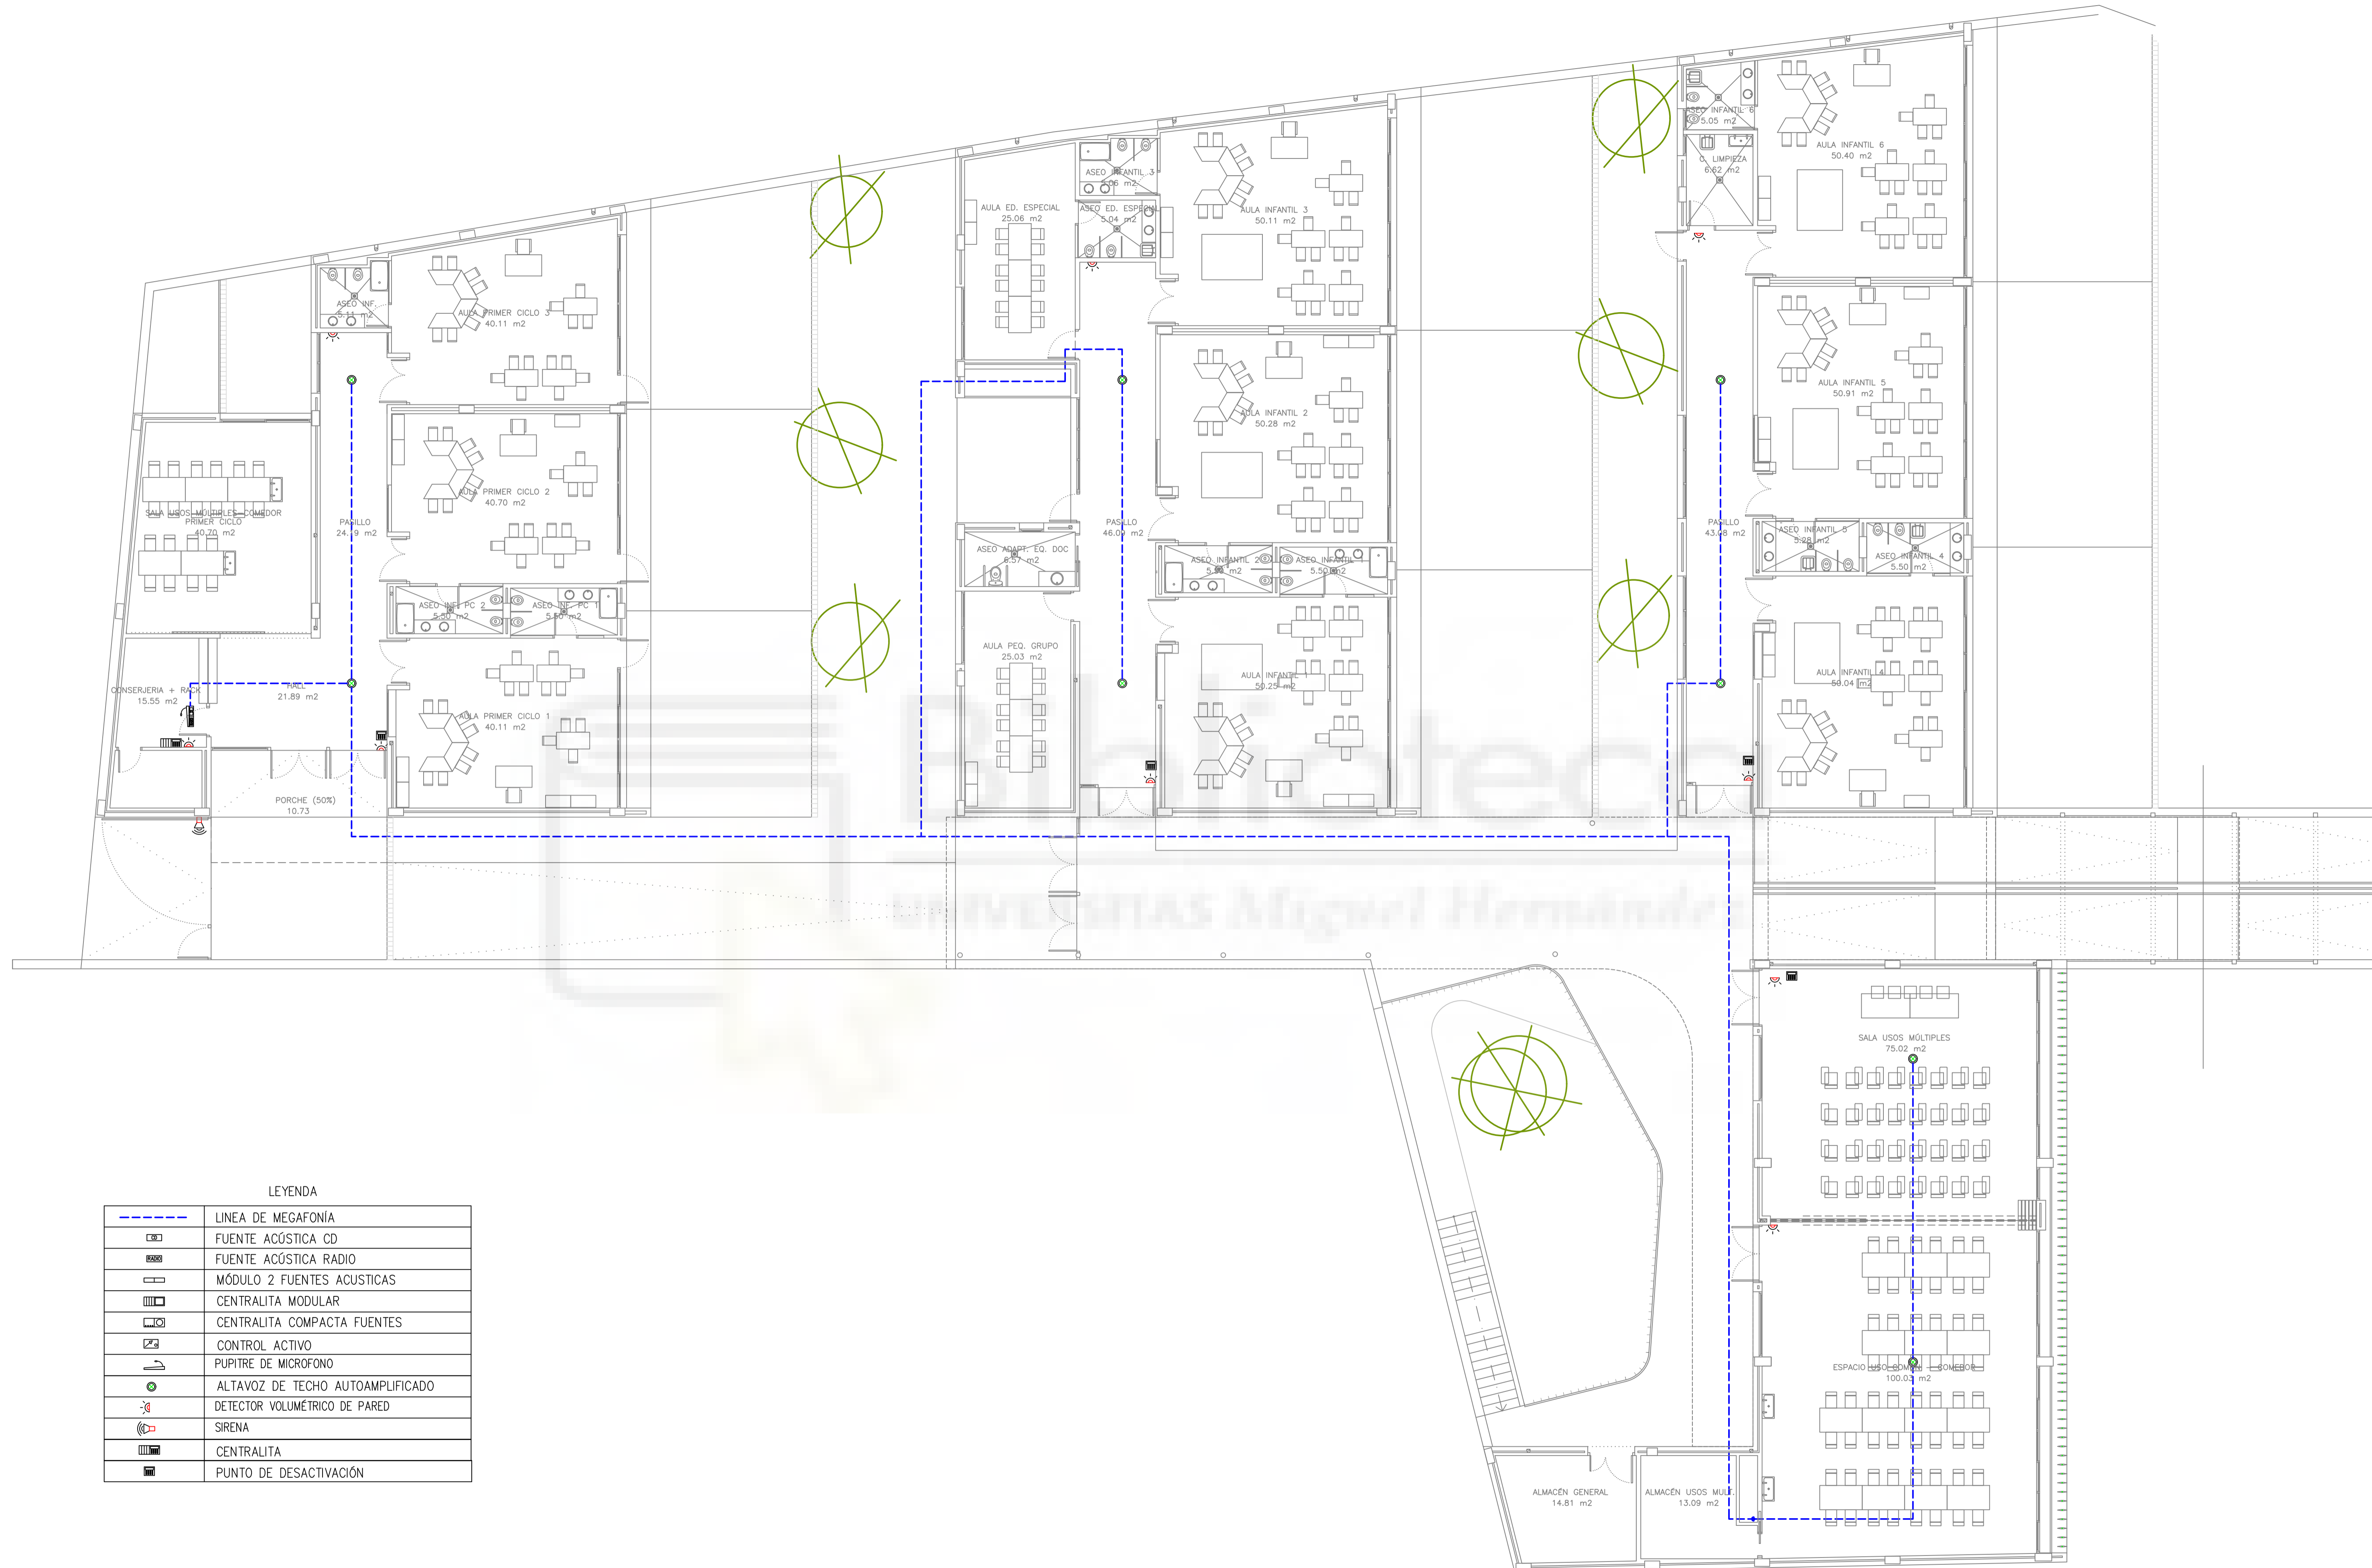 ASEO INFANTIL 6
5.05 m2
C. LIMPIEZA
6.62 m2
AULA INFANTIL 6
50.40 m2
ASEO INFANTIL 3
5.06 m2
AULA ED. ESPECIAL
25.06 m2
ASEO ED. ESPECIAL
5.04 m2
AULA INFANTIL 3
50.11 m2
ASEO INF.
5.11 m2
AULA PRIMER CICLO 3
40.11 m2
AULA INFANTIL 5
50.91 m2
AULA INFANTIL 2
50.28 m2
AULA PRIMER CICLO 2
40.70 m2
SALA USOS MÚLTIPLES-COMEDOR
PRIMER CICLO
40.70 m2
PASILLO
PASILLO
PASILLO
ASEO ADAPT. EQ. DOC
6.57 m2
ASEO INFANTIL 2
ASEO INFANTIL 1
5.50 m2
ASEO INFANTIL 5
5.28 m2
ASEO INFANTIL 4
5.50 m2
ASEO INF. PC 2
5.50 m2
ASEO INF. PC 1
5.50 m2
AULA PEQ. GRUPO
25.03 m2
AULA INFANTIL 1
50.25 m2
AULA INFANTIL 4
50.04 m2
CONSERJERIA + RACK
15.55 m2
HALL
21.89 m2
AULA PRIMER CICLO 1
40.11 m2
PORCHE (50%)
10.73
Biblioteca
UNIVERSITAS Miguel Hernández
SALA USOS MÚLTIPLES
75.02 m2
ESPACIO USO COMÚN - COMEDOR
100.03 m2
ALMACÉN GENERAL
14.81 m2
ALMACÉN USOS MULT.
13.09 m2
LEYENDA
LINEA DE MEGAFONÍA
CD
FUENTE ACÚSTICA CD
RADIO
FUENTE ACÚSTICA RADIO
MÓDULO 2 FUENTES ACUSTICAS
CENTRALITA MODULAR
CENTRALITA COMPACTA FUENTES
CONTROL ACTIVO
PUPITRE DE MICROFONO
ALTAVOZ DE TECHO AUTOAMPLIFICADO
DETECTOR VOLUMÉTRICO DE PARED
SIRENA
CENTRALITA
PUNTO DE DESACTIVACIÓN